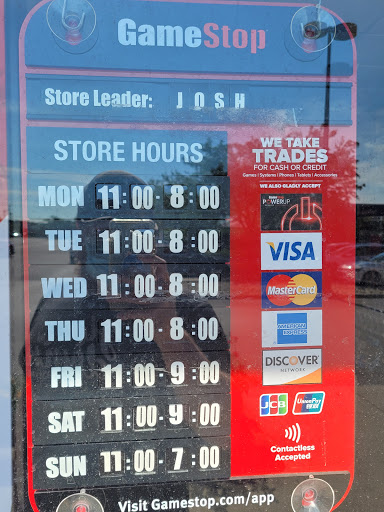 GameStop
Store Leader: JOSH
STORE HOURS
MON 11:00-8:00
TUE 11:00-8:00
WED 11:00-8:00
THU 11:00-8:00
FRI 11:00-9:00
SAT 11:00-9:00
SUN 11:00-7:00
WE TAKE
TRADES
FOR CASH OR CREDIT
Games | Systems | Phones | Tablets | Accessories
WE ALSO GLADLY ACCEPT
POWERUP
VISA
MasterCard
AMERICAN
EXPRESS
DISCOVER
NETWORK
JCB UnionPay
Contactless
Accepted
Visit Gamestop.com/app